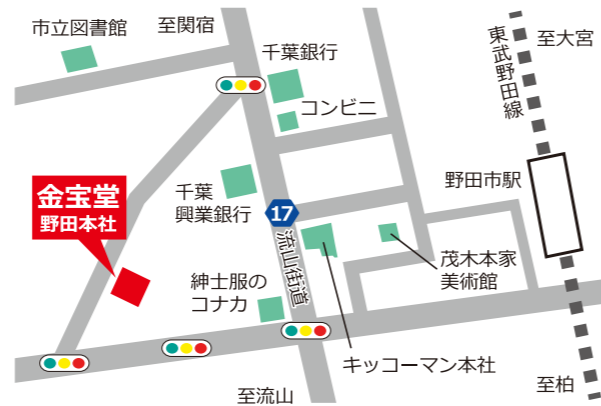 市立図書館
至関宿
千葉銀行
コンビニ
東武野田線
至大宮
金宝堂
野田本社
千葉
興業銀行
17
流山街道
野田市駅
茂木本家
美術館
紳士服の
コナカ
キッコーマン本社
至流山
至柏